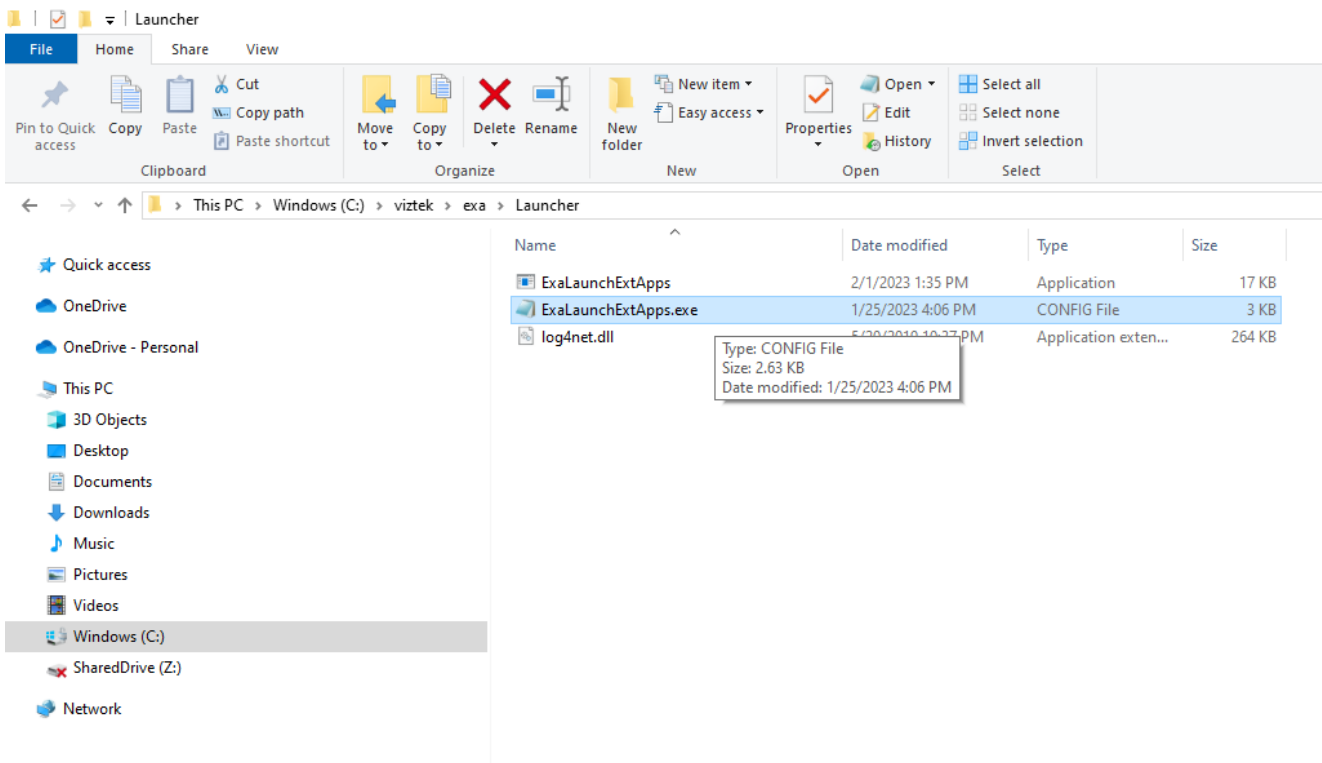 Launcher
File Home Share View
Pin to Quick access
Copy
Paste
Cut
Copy path
Paste shortcut
Clipboard
Move to
Copy to
Delete
Rename
Organize
New folder
New item
Easy access
New
Properties
Open
Edit
History
Open
Select all
Select none
Invert selection
Select
This PC > Windows (C:) > viztek > exa > Launcher
Quick access
OneDrive
OneDrive - Personal
This PC
3D Objects
Desktop
Documents
Downloads
Music
Pictures
Videos
Windows (C:)
SharedDrive (Z:)
Network
Name Date modified Type Size
ExaLaunchExtApps 2/1/2023 1:35 PM Application 17 KB
ExaLaunchExtApps.exe 1/25/2023 4:06 PM CONFIG File 3 KB
log4net.dll PM Application exten... 264 KB
Type: CONFIG File
Size: 2.63 KB
Date modified: 1/25/2023 4:06 PM